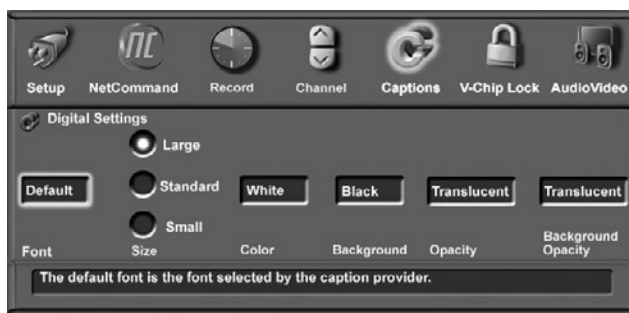 NC
Setup NetCommand Record Channel Captions V-Chip Lock AudioVideo
Digital Settings
Large
Default Standard White Black Translucent Translucent
Small
Font Size Color Background Opacity Background Opacity
The default font is the font selected by the caption provider.